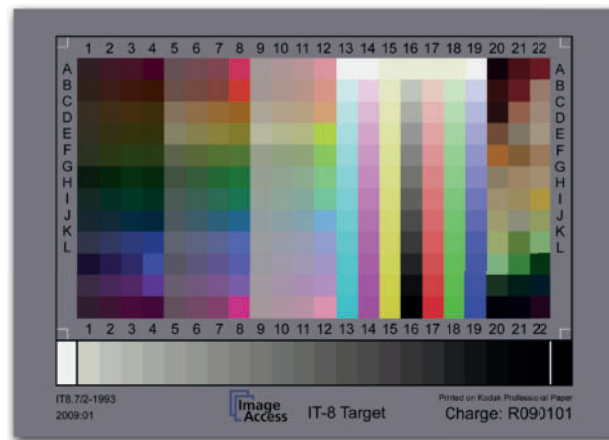 1 2 3 4 5 6 7 8 9 10 11 12 13 14 15 16 17 18 19 20 21 22
A A
B B
C C
D D
E E
F F
G G
H H
I I
J J
K K
L L
1 2 3 4 5 6 7 8 9 10 11 12 13 14 15 16 17 18 19 20 21 22
IT8.7/2-1993
Printed on Kodak Professional Paper
2009:01
Image
Access
IT-8 Target
Charge: R090101